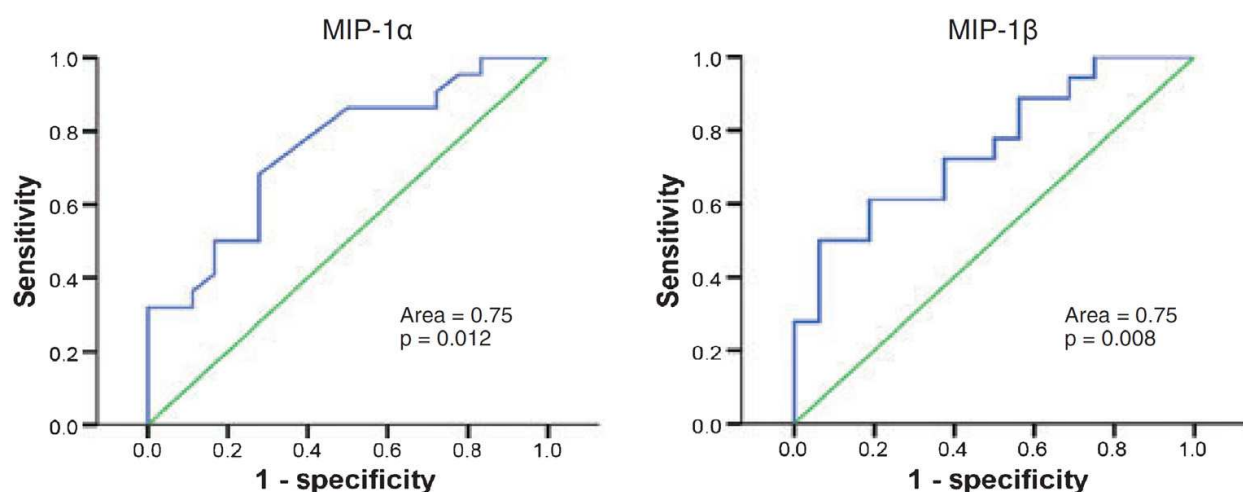 MIP-1α
1.0
0.8
0.6
0.4
0.2
0.0
Sensitivity
Area = 0.75
p = 0.012
0.0 0.2 0.4 0.6 0.8 1.0
1 - specificity
MIP-1β
1.0
0.8
0.6
0.4
0.2
0.0
Sensitivity
Area = 0.75
p = 0.008
0.0 0.2 0.4 0.6 0.8 1.0
1 - specificity